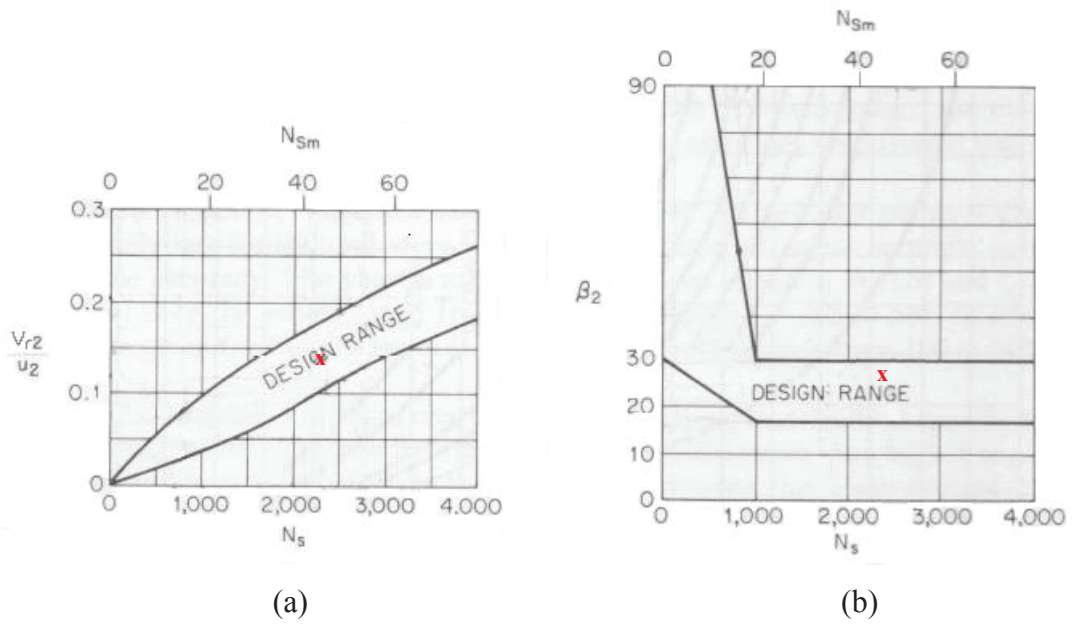 N_Sm
0 20 40 60
0.3
0.2
V_r2
u_2
0.1
0
DESIGN RANGE
x
0 1,000 2,000 3,000 4.000
N_s
(a)
N_Sm
0 20 40 60
90
β_2
30
20
10
0
x
DESIGN RANGE
0 1,000 2,000 3,000 4,000
N_s
(b)